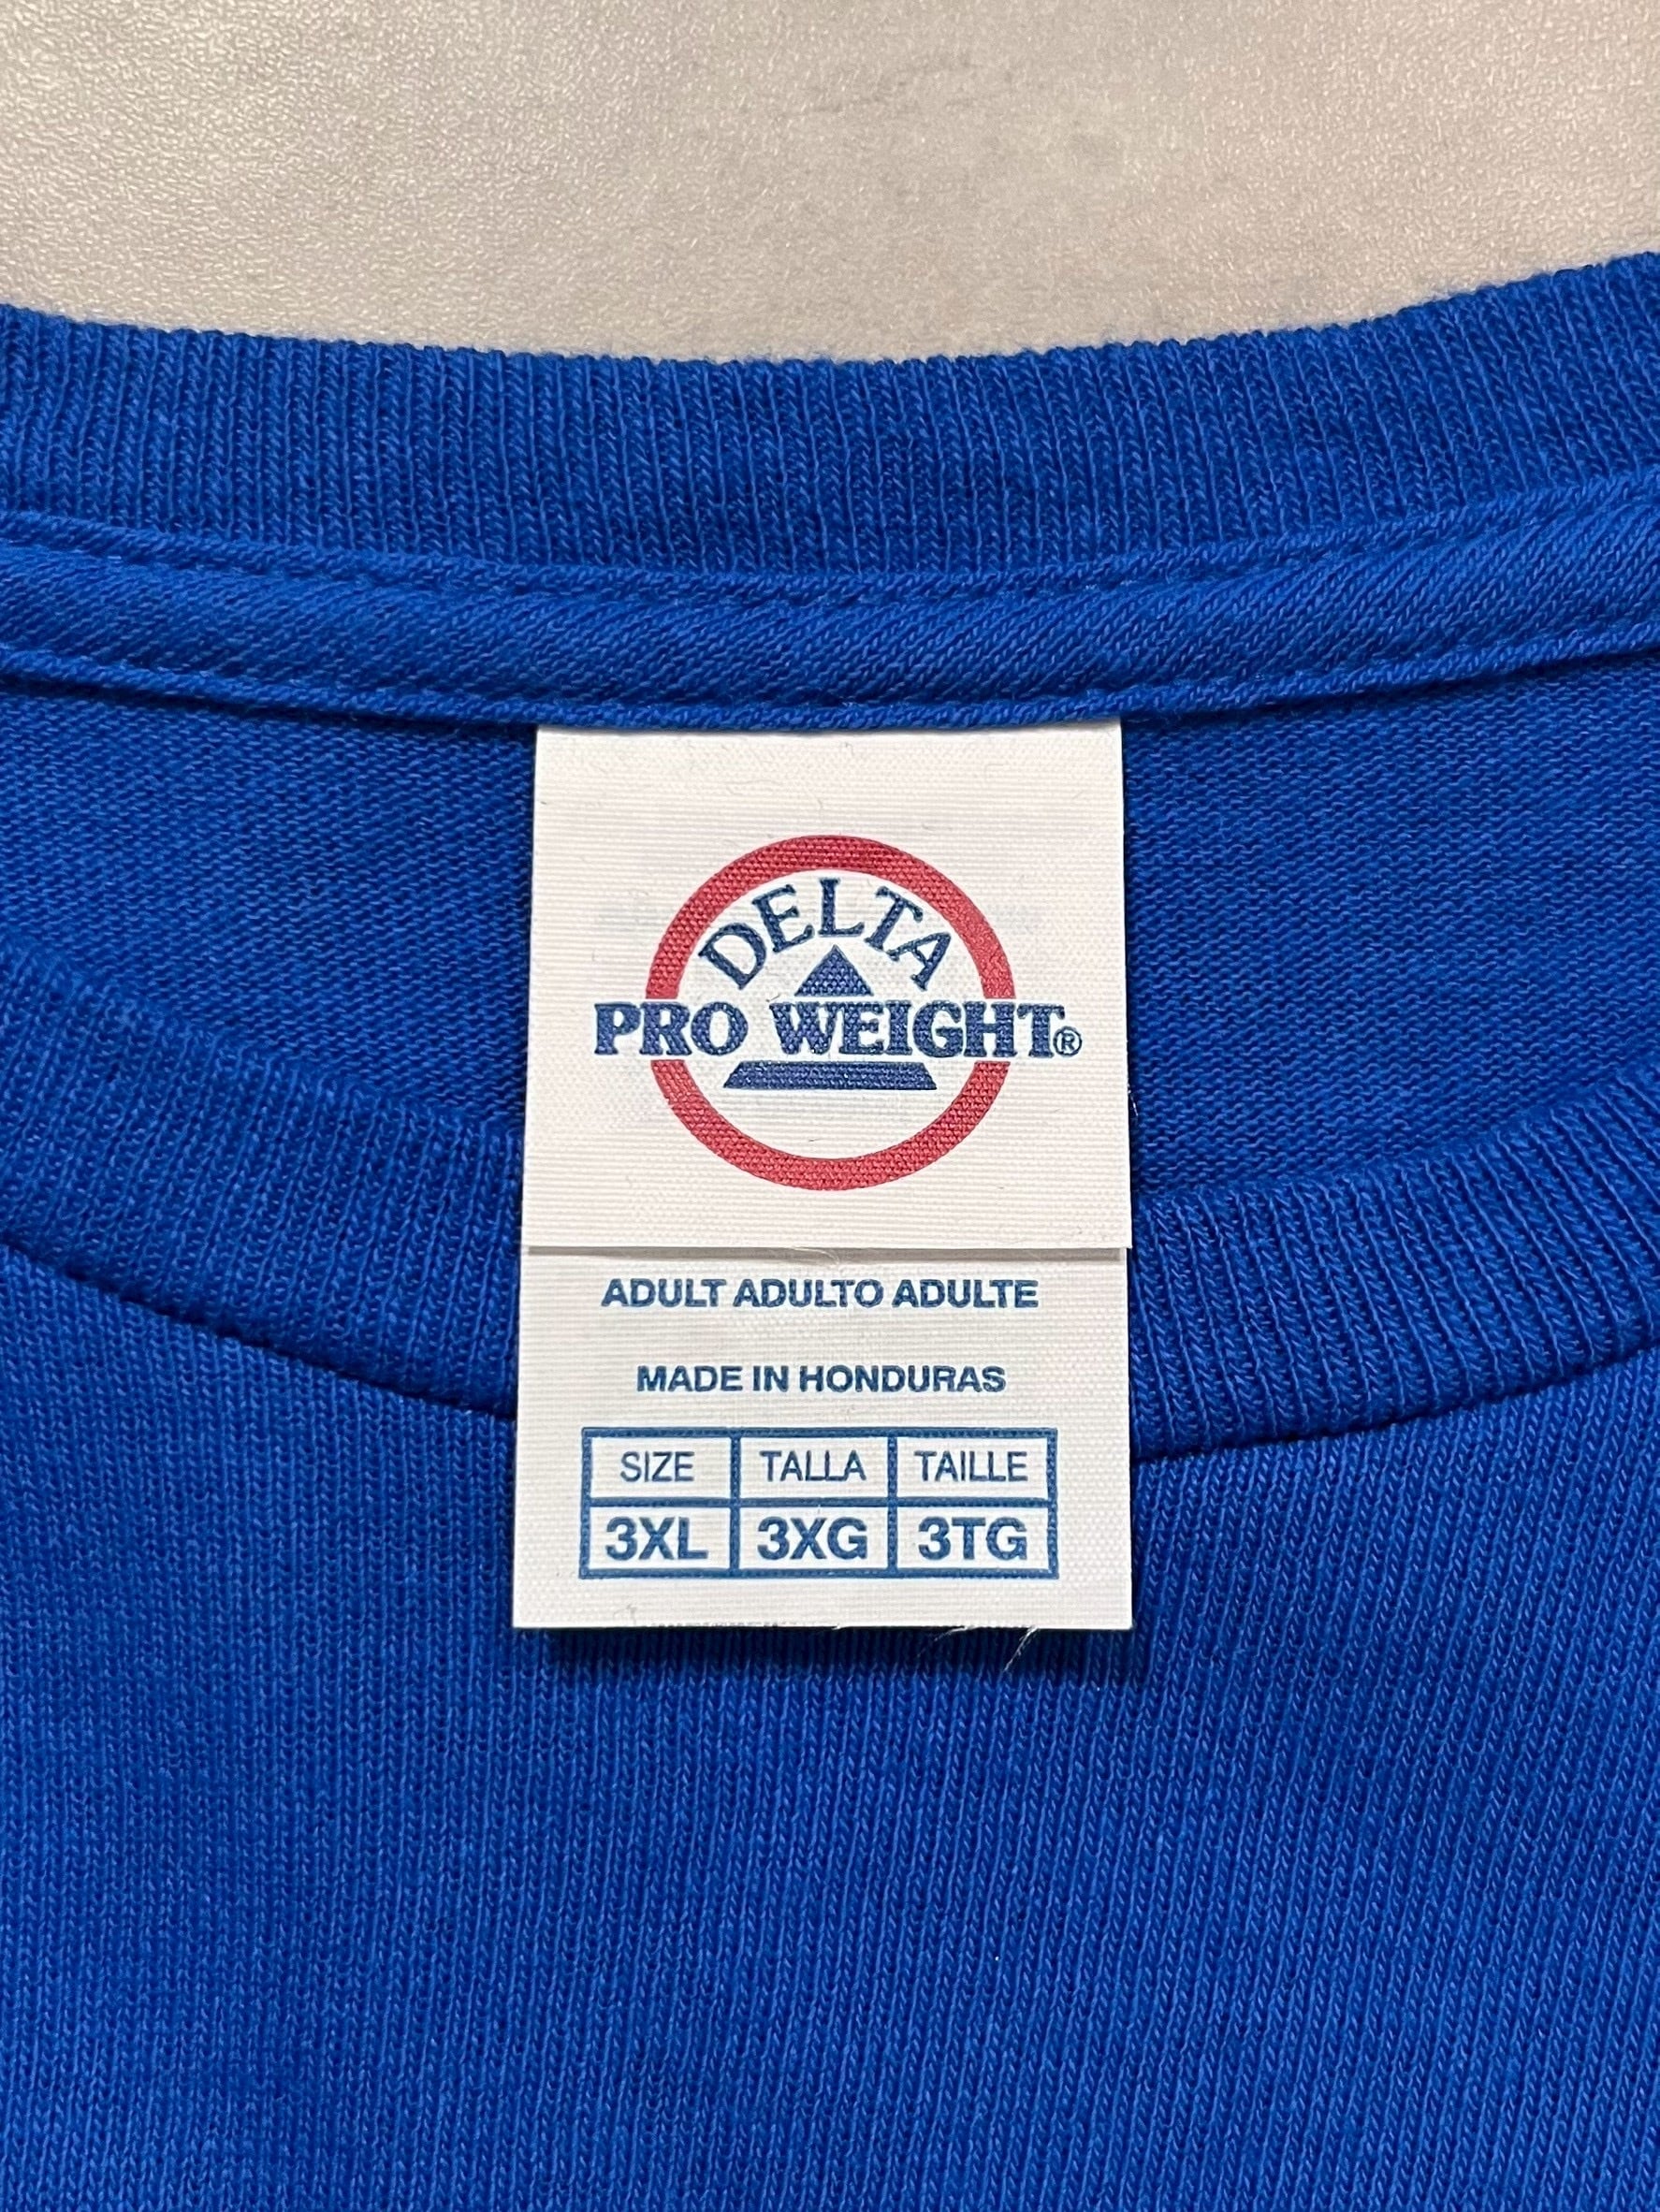 DELTA
PRO WEIGHT®
ADULT ADULTO ADULTE
MADE IN HONDURAS
SIZE TALLA TAILLE
3XL 3XG 3TG